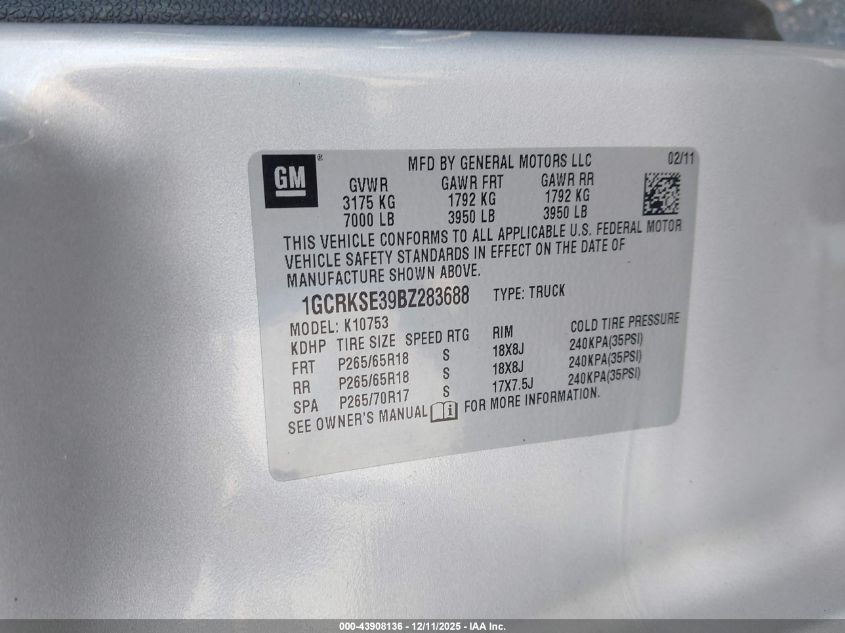 GM ®
MFD BY GENERAL MOTORS LLC 02/11
GVWR GAWR FRT GAWR RR
3175 KG 1792 KG 1792 KG
7000 LB 3950 LB 3950 LB
THIS VEHICLE CONFORMS TO ALL APPLICABLE U.S. FEDERAL MOTOR
VEHICLE SAFETY STANDARDS IN EFFECT ON THE DATE OF
MANUFACTURE SHOWN ABOVE.
1GCRKSE39BZ283688 TYPE: TRUCK
MODEL: K10753
KDHP TIRE SIZE SPEED RTG RIM COLD TIRE PRESSURE
FRT P265/65R18 S 18X8J 240KPA(35PSI)
RR P265/65R18 S 18X8J 240KPA(35PSI)
SPA P265/70R17 S 17X7.5J 240KPA(35PSI)
SEE OWNER'S MANUAL i FOR MORE INFORMATION.
000-43908136 - 12/11/2025 - IAA Inc.